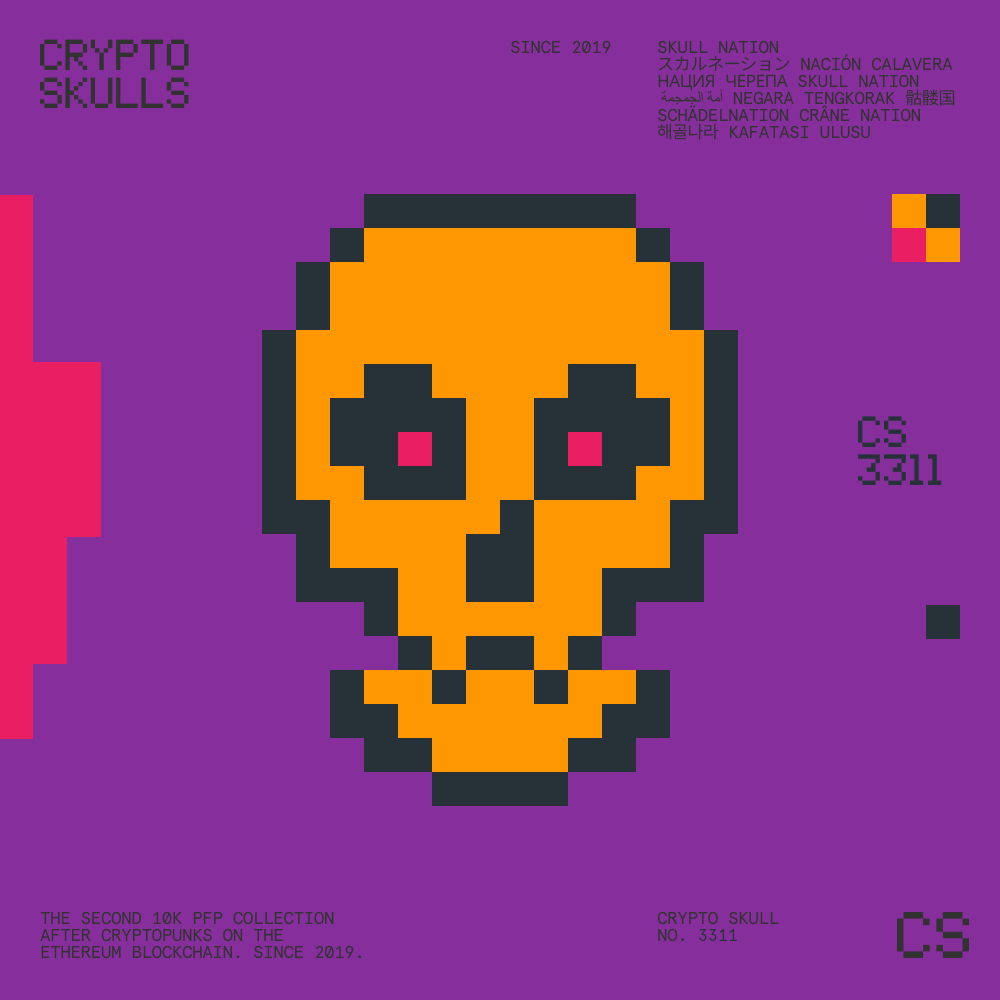 CRYPTO
SKULLS
SINCE 2019
SKULL NATION
スカルネーション NACIÓN CALAVERA
НАЦИЯ ЧЕРЕПА SKULL NATION
أمة الجمجمة NEGARA TENGKORAK 骷髅国
SCHÄDELNATION CRÂNE NATION
해골나라 KAFATASI ULUSU
CS
3311
THE SECOND 10K PFP COLLECTION
AFTER CRYPTOPUNKS ON THE
ETHEREUM BLOCKCHAIN. SINCE 2019.
CRYPTO SKULL
NO. 3311
CS